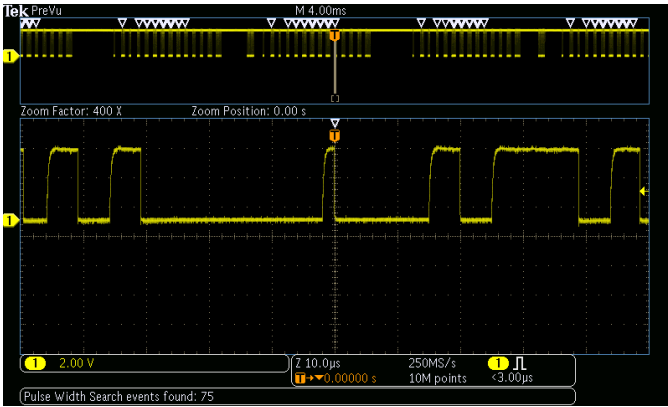 Tek PreVu M 4.00ms
T
1
Zoom Factor: 400 X Zoom Position: 0.00 s
T
1
1 2.00 V Z 10.0µs 250MS/s 1
T→▼0.00000 s 10M points <3.00µs
Pulse Width Search events found: 75